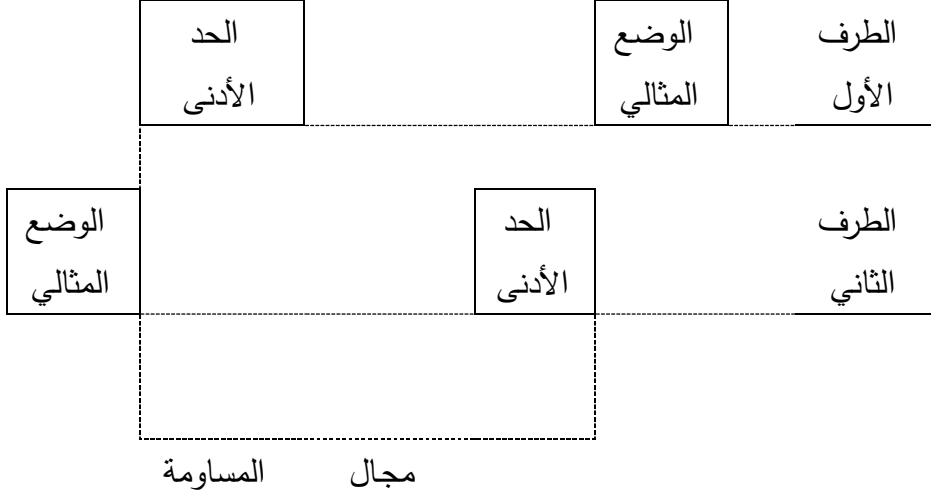 الطرف الأول
الوضع المثالي
الحد الأدنى
الطرف الثاني
الحد الأدنى
الوضع المثالي
مجال المساومة